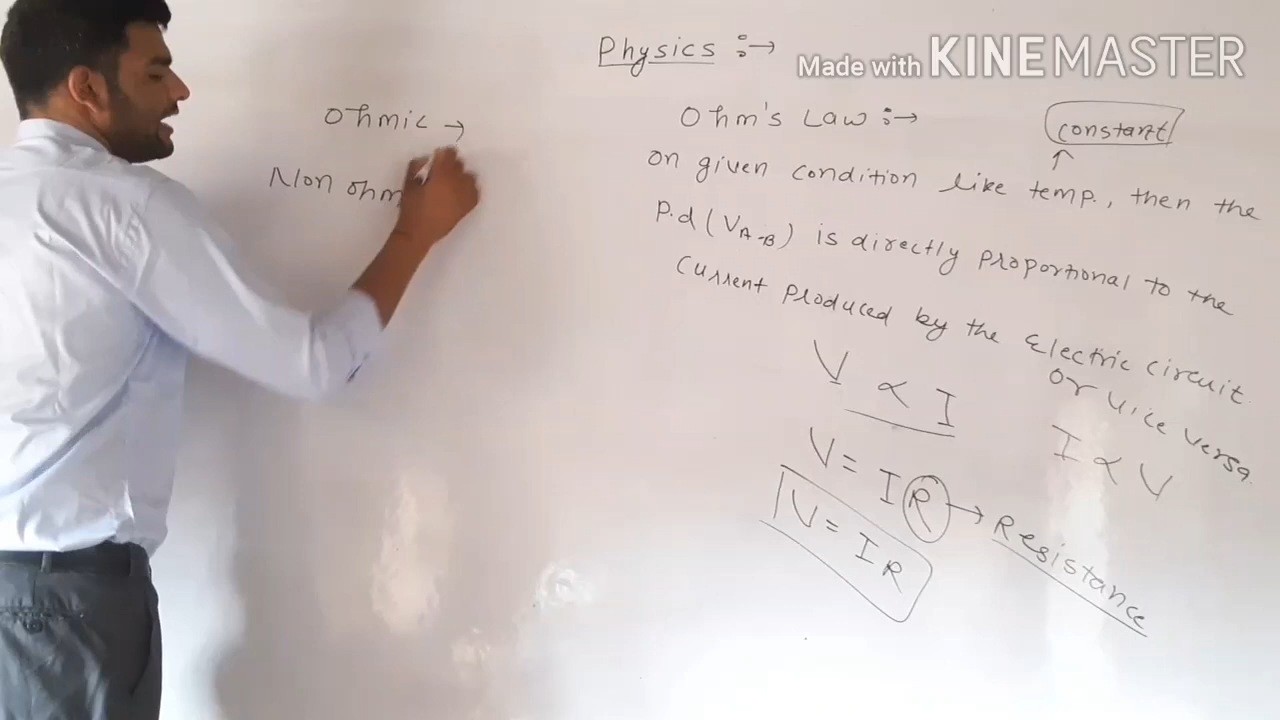 Physics :→
Made with KINEMASTER
Ohmic →
Non ohm
Ohm's Law :→
constant
on given condition like temp., then the
P.d (V_A-B) is directly proportional to the
current produced by the Electric circuit
or vice versa
V ∝ I
I ∝ V
V = IR → Resistance
V = IR